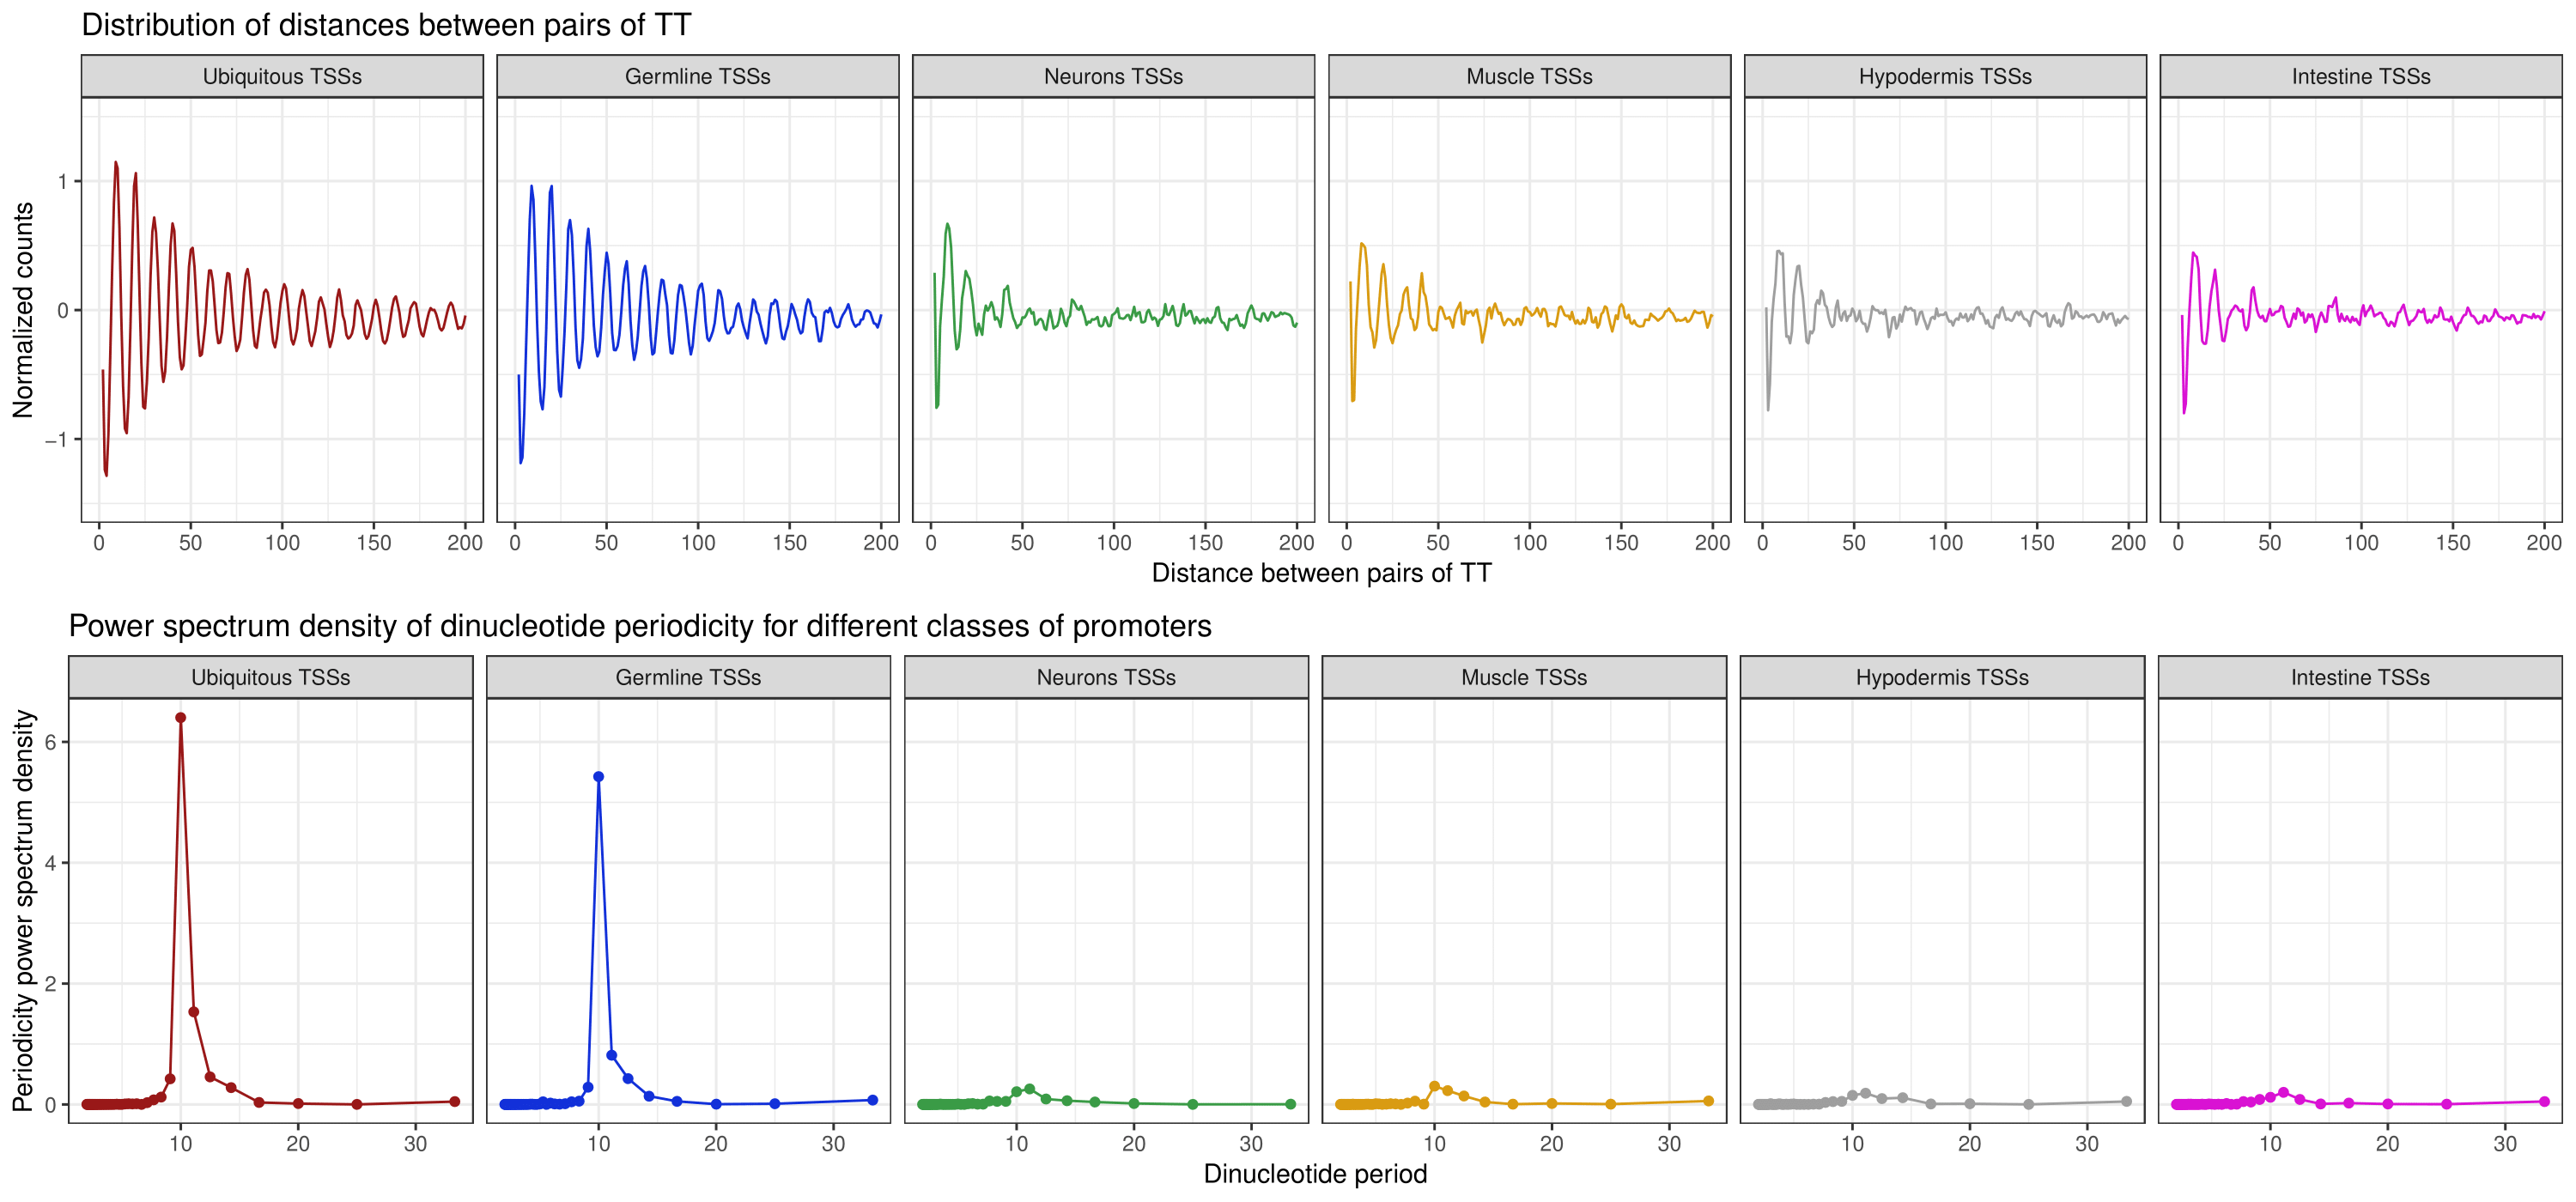 Distribution of distances between pairs of TT
Ubiquitous TSSs Germline TSSs Neurons TSSs Muscle TSSs Hypodermis TSSs Intestine TSSs
Normalized counts
1
0
−1
0 50 100 150 200 0 50 100 150 200 0 50 100 150 200 0 50 100 150 200 0 50 100 150 200 0 50 100 150 200
Distance between pairs of TT
Power spectrum density of dinucleotide periodicity for different classes of promoters
Ubiquitous TSSs Germline TSSs Neurons TSSs Muscle TSSs Hypodermis TSSs Intestine TSSs
Periodicity power spectrum density
6
4
2
0
10 20 30 10 20 30 10 20 30 10 20 30 10 20 30 10 20 30
Dinucleotide period